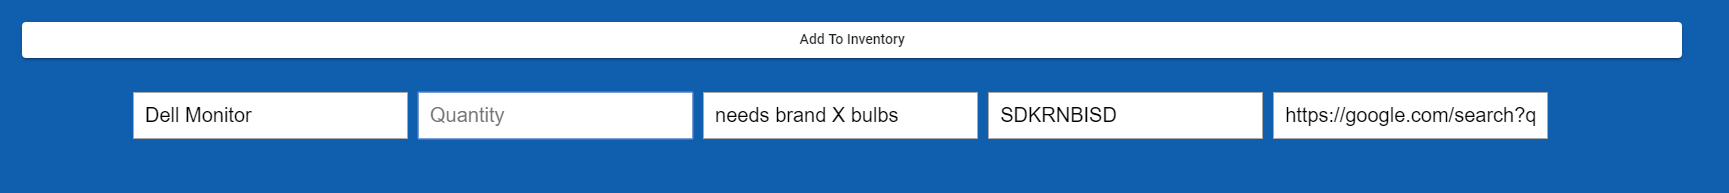 Add To Inventory
Dell Monitor
Quantity
needs brand X bulbs
SDKRNBISD
https://google.com/search?q